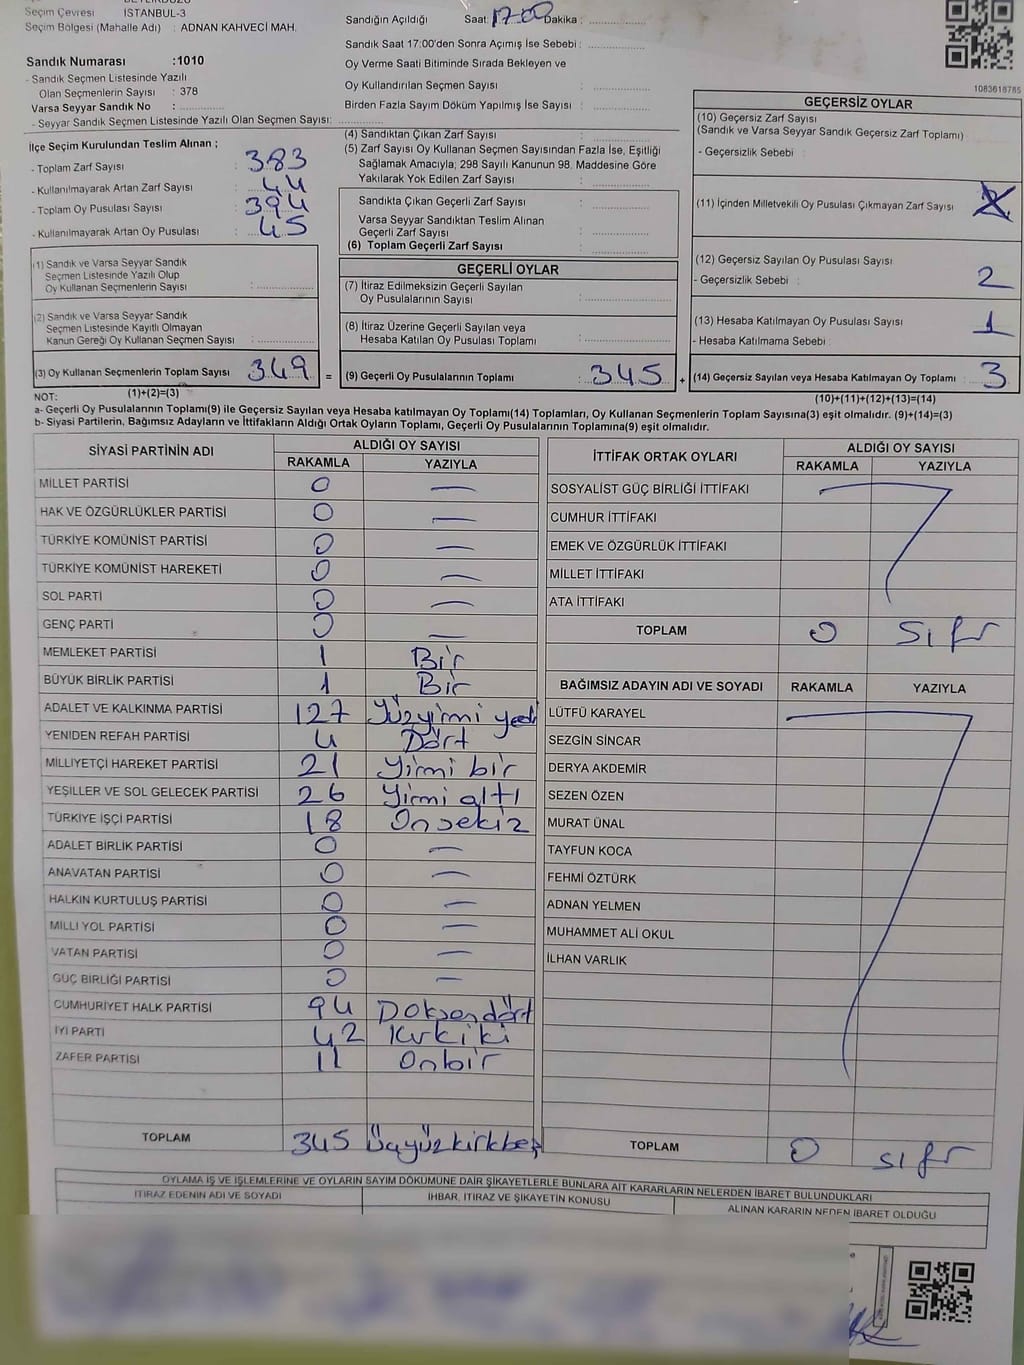 Seçim Çevresi : İSTANBUL-3
Seçim Bölgesi (Mahalle Adı) : ADNAN KAHVECİ MAH.
Sandık Numarası :1010
- Sandık Seçmen Listesinde Yazılı
Olan Seçmenlerin Sayısı : 378
Varsa Seyyar Sandık No :
- Seyyar Sandık Seçmen Listesinde Yazılı Olan Seçmen Sayısı:
İlçe Seçim Kurulundan Teslim Alınan ;
- Toplam Zarf Sayısı : 383
- Kullanılmayarak Artan Zarf Sayısı : 44
- Toplam Oy Pusulası Sayısı : 394
- Kullanılmayarak Artan Oy Pusulası : 45
(1) Sandık ve Varsa Seyyar Sandık
Seçmen Listesinde Yazılı Olup
Oy Kullanan Seçmenlerin Sayısı :
(2) Sandık ve Varsa Seyyar Sandık
Seçmen Listesinde Kayıtlı Olmayan
Kanun Gereği Oy Kullanan Seçmen Sayısı :
(3) Oy Kullanan Seçmenlerin Toplam Sayısı 349 =
Sandığın Açıldığı Saat: 17-00 Dakika :
Sandık Saat 17:00'den Sonra Açımış İse Sebebi :
Oy Verme Saati Bitiminde Sırada Bekleyen ve
Oy Kullandırılan Seçmen Sayısı :
Birden Fazla Sayım Döküm Yapılmış İse Sayısı :
(4) Sandıktan Çıkan Zarf Sayısı :
(5) Zarf Sayısı Oy Kullanan Seçmen Sayısından Fazla İse, Eşitliği
Sağlamak Amacıyla, 298 Sayılı Kanunun 98. Maddesine Göre
Yakılarak Yok Edilen Zarf Sayısı :
Sandıkta Çıkan Geçerli Zarf Sayısı :
Varsa Seyyar Sandıktan Teslim Alınan
Geçerli Zarf Sayısı :
(6) Toplam Geçerli Zarf Sayısı :
GEÇERLİ OYLAR
(7) İtiraz Edilmeksizin Geçerli Sayılan
Oy Pusulalarının Sayısı :
(8) İtiraz Üzerine Geçerli Sayılan veya
Hesaba Katılan Oy Pusulası Toplamı :
(9) Geçerli Oy Pusulalarının Toplamı : 345 +
1083618785
GEÇERSİZ OYLAR
(10) Geçersiz Zarf Sayısı
(Sandık ve Varsa Seyyar Sandık Geçersiz Zarf Toplamı)
- Geçersizlik Sebebi :
(11) İçinden Milletvekili Oy Pusulası Çıkmayan Zarf Sayısı
(12) Geçersiz Sayılan Oy Pusulası Sayısı
- Geçersizlik Sebebi : 2
(13) Hesaba Katılmayan Oy Pusulası Sayısı
- Hesaba Katılmama Sebebi : 1
(14) Geçersiz Sayılan veya Hesaba Katılmayan Oy Toplamı : 3
NOT: (1)+(2)=(3) (10)+(11)+(12)+(13)=(14)
a- Geçerli Oy Pusulalarının Toplamı(9) ile Geçersiz Sayılan veya Hesaba katılmayan Oy Toplamı(14) Toplamları, Oy Kullanan Seçmenlerin Toplam Sayısına(3) eşit olmalıdır. (9)+(14)=(3)
b- Siyasi Partilerin, Bağımsız Adayların ve İttifakların Aldığı Ortak Oyların Toplamı, Geçerli Oy Pusulalarının Toplamına(9) eşit olmalıdır.
SİYASİ PARTİNİN ADI ALDIĞI OY SAYISI
RAKAMLA YAZIYLA
MİLLET PARTİSİ 0 —
HAK VE ÖZGÜRLÜKLER PARTİSİ 0 —
TÜRKİYE KOMÜNİST PARTİSİ 0 —
TÜRKİYE KOMÜNİST HAREKETİ 0 —
SOL PARTİ 0 —
GENÇ PARTİ 0 —
MEMLEKET PARTİSİ 1 Bir
BÜYÜK BİRLİK PARTİSİ 1 Bir
ADALET VE KALKINMA PARTİSİ 127 Yüzyirmi yedi
YENİDEN REFAH PARTİSİ 4 Dört
MİLLİYETÇİ HAREKET PARTİSİ 21 Yirmi bir
YEŞİLLER VE SOL GELECEK PARTİSİ 26 Yirmi altı
TÜRKİYE İŞÇİ PARTİSİ 18 Onsekiz
ADALET BİRLİK PARTİSİ 0 —
ANAVATAN PARTİSİ 0 —
HALKIN KURTULUŞ PARTİSİ 0 —
MİLLİ YOL PARTİSİ 0 —
VATAN PARTİSİ 0 —
GÜÇ BİRLİĞİ PARTİSİ 0 —
CUMHURİYET HALK PARTİSİ 94 Doksandört
İYİ PARTİ 42 Kırkiki
ZAFER PARTİSİ 11 Onbir
TOPLAM 345 Üçyüzkirkbeş
İTTİFAK ORTAK OYLARI ALDIĞI OY SAYISI
RAKAMLA YAZIYLA
SOSYALİST GÜÇ BİRLİĞİ İTTİFAKI
CUMHUR İTTİFAKI
EMEK VE ÖZGÜRLÜK İTTİFAKI
MİLLET İTTİFAKI
ATA İTTİFAKI
TOPLAM 0 Sıfr
BAĞIMSIZ ADAYIN ADI VE SOYADI RAKAMLA YAZIYLA
LÜTFÜ KARAYEL
SEZGİN SİNCAR
DERYA AKDEMİR
SEZEN ÖZEN
MURAT ÜNAL
TAYFUN KOCA
FEHMİ ÖZTÜRK
ADNAN YELMEN
MUHAMMET ALİ OKUL
İLHAN VARLIK
TOPLAM 0 sıfr
OYLAMA İŞ VE İŞLEMLERİNE VE OYLARIN SAYIM DÖKÜMÜNE DAİR ŞİKAYETLERLE BUNLARA AİT KARARLARIN NELERDEN İBARET BULUNDUKLARI
İTİRAZ EDENİN ADI VE SOYADI İHBAR, İTİRAZ VE ŞİKAYETİN KONUSU ALINAN KARARIN NEDEN İBARET OLDUĞU